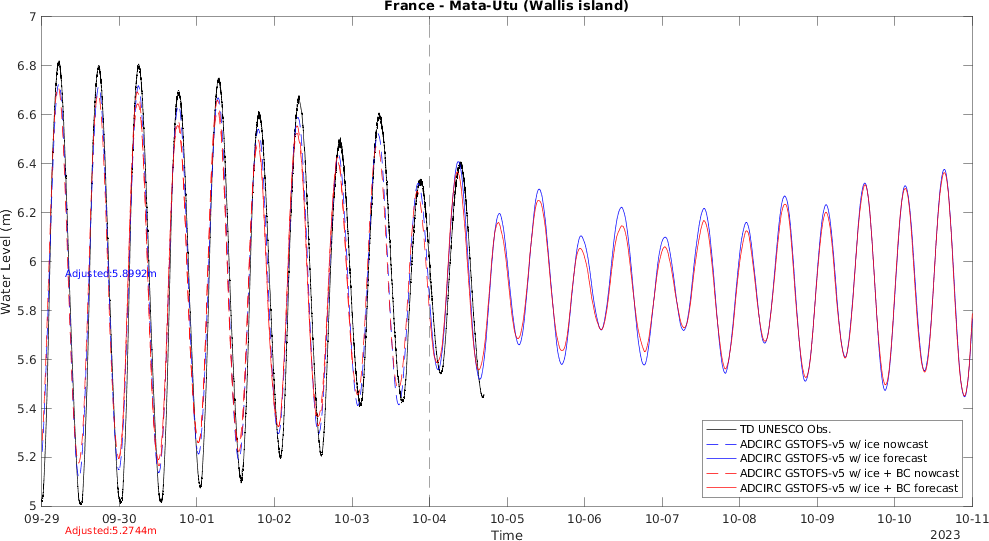 France - Mata-Utu (Wallis island)
7
6.8
6.6
6.4
6.2
6
5.8
5.6
5.4
5.2
5
Water Level (m)
Adjusted:5.8992m
Adjusted:5.2744m
TD UNESCO Obs.
ADCIRC GSTOFS-v5 w/ ice nowcast
ADCIRC GSTOFS-v5 w/ ice forecast
ADCIRC GSTOFS-v5 w/ ice + BC nowcast
ADCIRC GSTOFS-v5 w/ ice + BC forecast
09-29 09-30 10-01 10-02 10-03 10-04 10-05 10-06 10-07 10-08 10-09 10-10 10-11
Time
2023